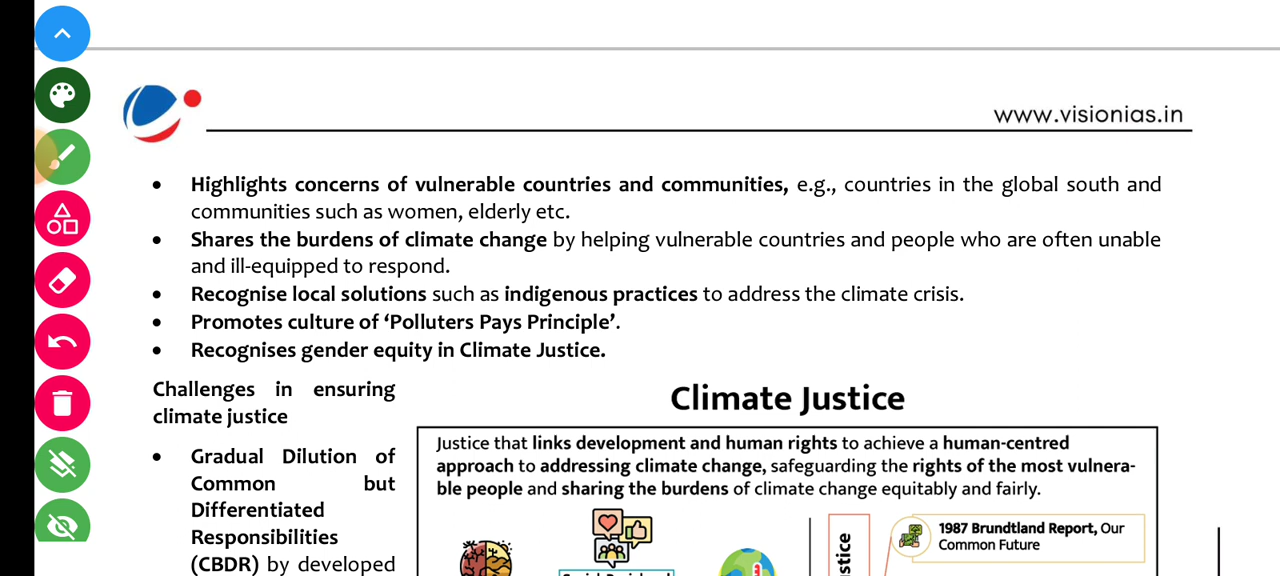 www.visionias.in
• Highlights concerns of vulnerable countries and communities, e.g., countries in the global south and
communities such as women, elderly etc.
• Shares the burdens of climate change by helping vulnerable countries and people who are often unable
and ill-equipped to respond.
• Recognise local solutions such as indigenous practices to address the climate crisis.
• Promotes culture of ‘Polluters Pays Principle’.
• Recognises gender equity in Climate Justice.
Challenges in ensuring
climate justice
• Gradual Dilution of
Common but
Differentiated
Responsibilities
(CBDR) by developed
Climate Justice
Justice that links development and human rights to achieve a human-centred
approach to addressing climate change, safeguarding the rights of the most vulnera-
ble people and sharing the burdens of climate change equitably and fairly.
1987 Brundtland Report, Our
Common Future